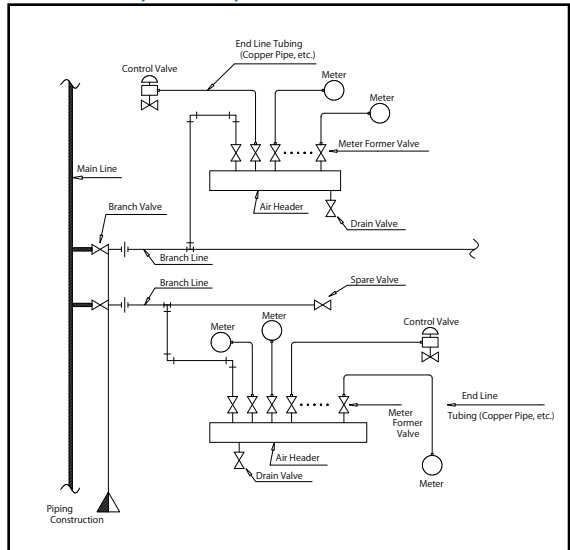 End Line Tubing
(Copper Pipe, etc.)
Control Valve
Meter
Meter
Meter Former Valve
Main Line
Air Header
Branch Valve
Drain Valve
Branch Line
Branch Line
Spare Valve
Meter
Meter
Control Valve
End Line
Tubing (Copper Pipe, etc.)
Meter
Former
Valve
Air Header
Drain Valve
Meter
Piping
Construction